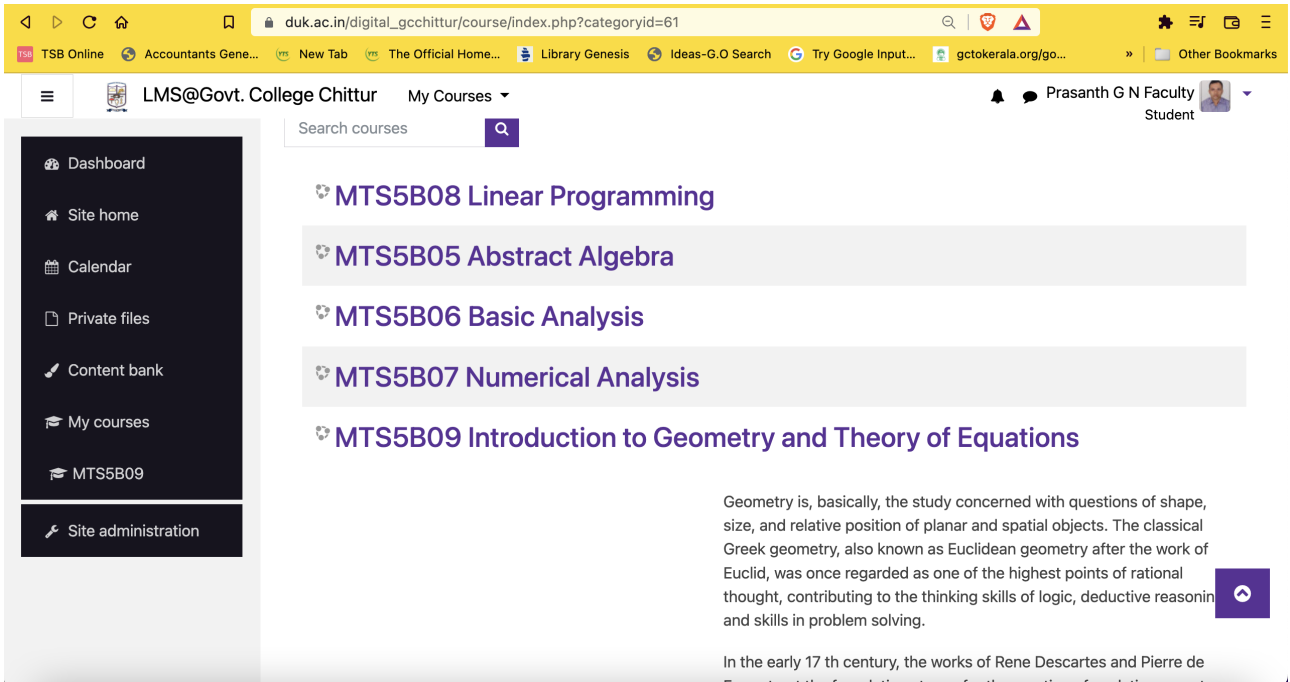 duk.ac.in/digital_gcchittur/course/index.php?categoryid=61
TSB TSB Online Accountants Gene... New Tab The Official Home... Library Genesis Ideas-G.O Search Try Google Input... gctokerala.org/go... » Other Bookmarks
LMS@Govt. College Chittur My Courses Prasanth G N Faculty
Student
Search courses
Dashboard
Site home
Calendar
Private files
Content bank
My courses
MTS5B09
Site administration
MTS5B08 Linear Programming
MTS5B05 Abstract Algebra
MTS5B06 Basic Analysis
MTS5B07 Numerical Analysis
MTS5B09 Introduction to Geometry and Theory of Equations
Geometry is, basically, the study concerned with questions of shape,
size, and relative position of planar and spatial objects. The classical
Greek geometry, also known as Euclidean geometry after the work of
Euclid, was once regarded as one of the highest points of rational
thought, contributing to the thinking skills of logic, deductive reasonin
and skills in problem solving.
In the early 17 th century, the works of Rene Descartes and Pierre de